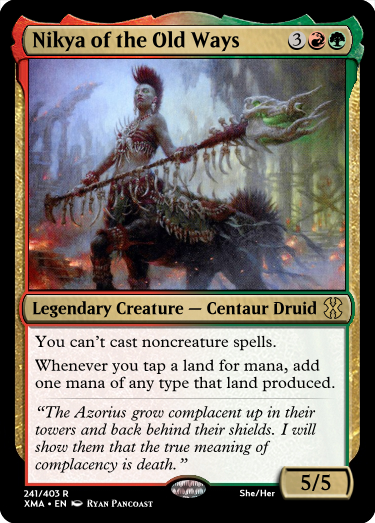 Nikya of the Old Ways 3
Legendary Creature — Centaur Druid
You can't cast noncreature spells.
Whenever you tap a land for mana, add
one mana of any type that land produced.
“The Azorius grow complacent up in their
towers and back behind their shields. I will
show them that the true meaning of
complacency is death.”
5/5
241/403 R She/Her
XMA • EN Ryan Pancoast